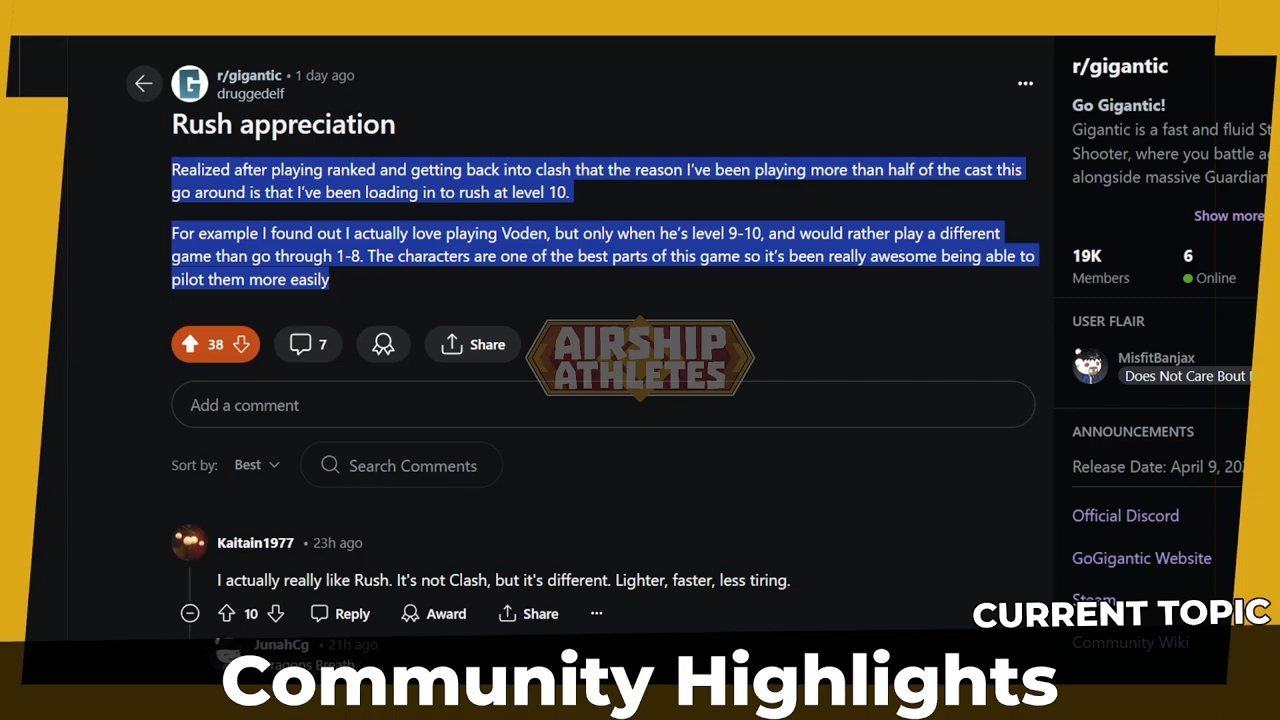 r/gigantic • 1 day ago
druggedelf
Rush appreciation
Realized after playing ranked and getting back into clash that the reason I've been playing more than half of the cast this
go around is that I've been loading in to rush at level 10.
For example I found out I actually love playing Voden, but only when he's level 9-10, and would rather play a different
game than go through 1-8. The characters are one of the best parts of this game so it's been really awesome being able to
pilot them more easily
38
7
Share
AIRSHIP
ATHLETES
Add a comment
Sort by: Best
Search Comments
Kaitain1977 • 23h ago
I actually really like Rush. It's not Clash, but it's different. Lighter, faster, less tiring.
10
Reply
Award
Share
JunahCg • 21h ago
Dragons Breath
r/gigantic
Go Gigantic!
Gigantic is a fast and fluid St
Shooter, where you battle a
alongside massive Guardian
Show more
19K
6
Members
Online
USER FLAIR
MisfitBanjax
Does Not Care Bout
ANNOUNCEMENTS
Release Date: April 9, 202
Official Discord
GoGigantic Website
Steam
Community Wiki
CURRENT TOPIC
Community Highlights